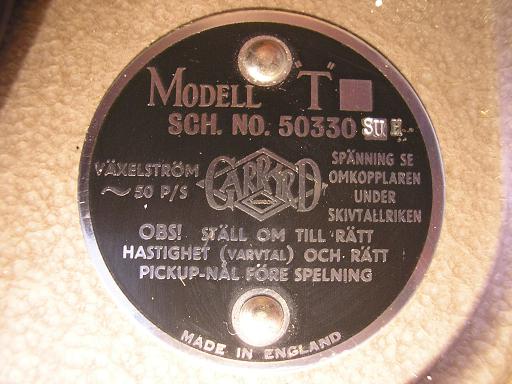 MODELL "T"
SCH. NO. 50330 SU H
VÄXELSTRÖM
~ 50 P/S
GARRARD
SPÄNNING SE
OMKOPPLAREN
UNDER
SKIVTALLRIKEN
OBS! STÄLL OM TILL RÄTT
HASTIGHET (VARVTAL) OCH RÄTT
PICKUP-NÅL FÖRE SPELNING
MADE IN ENGLAND